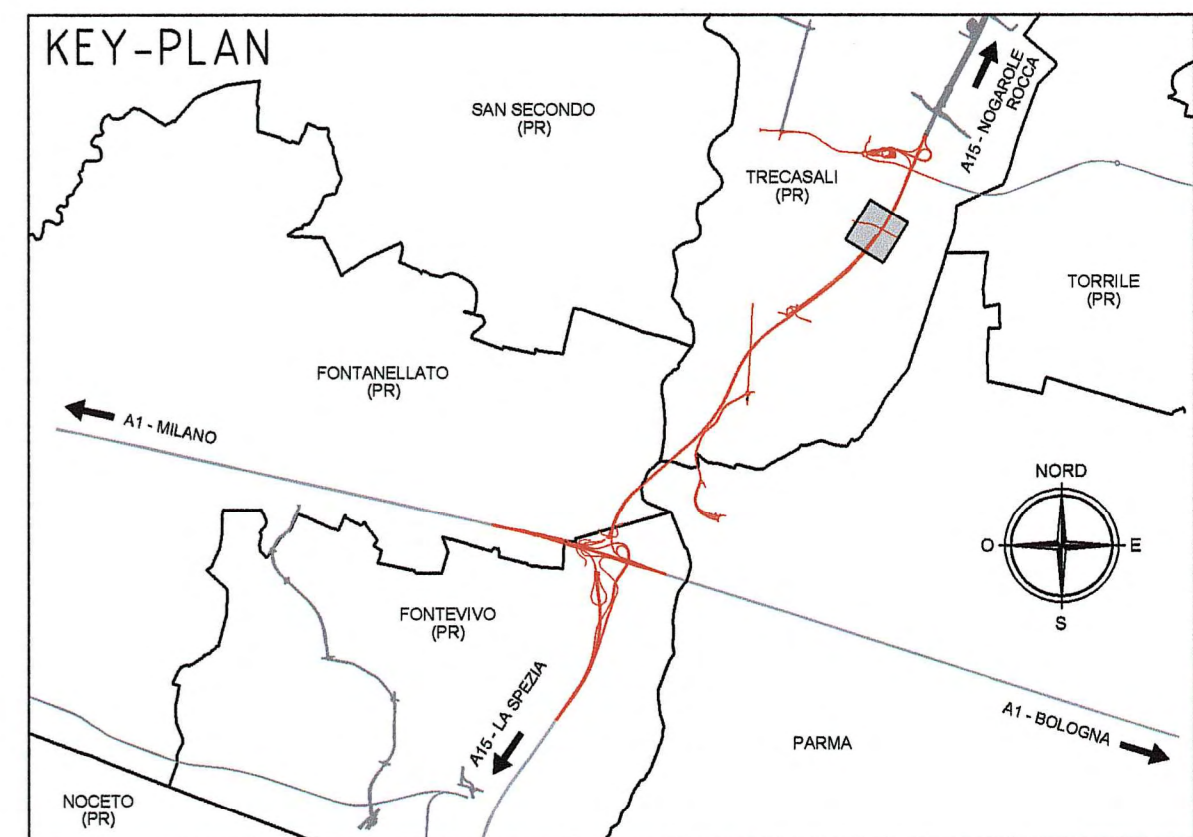 KEY-PLAN
SAN SECONDO
(PR)
A15 - NOGAROLE
ROCCA
TRECASALI
(PR)
TORRILE
(PR)
FONTANELLATO
(PR)
A1 - MILANO
NORD
O
E
S
FONTEVIVO
(PR)
A15 - LA SPEZIA
A1 - BOLOGNA
PARMA
NOCETO
(PR)